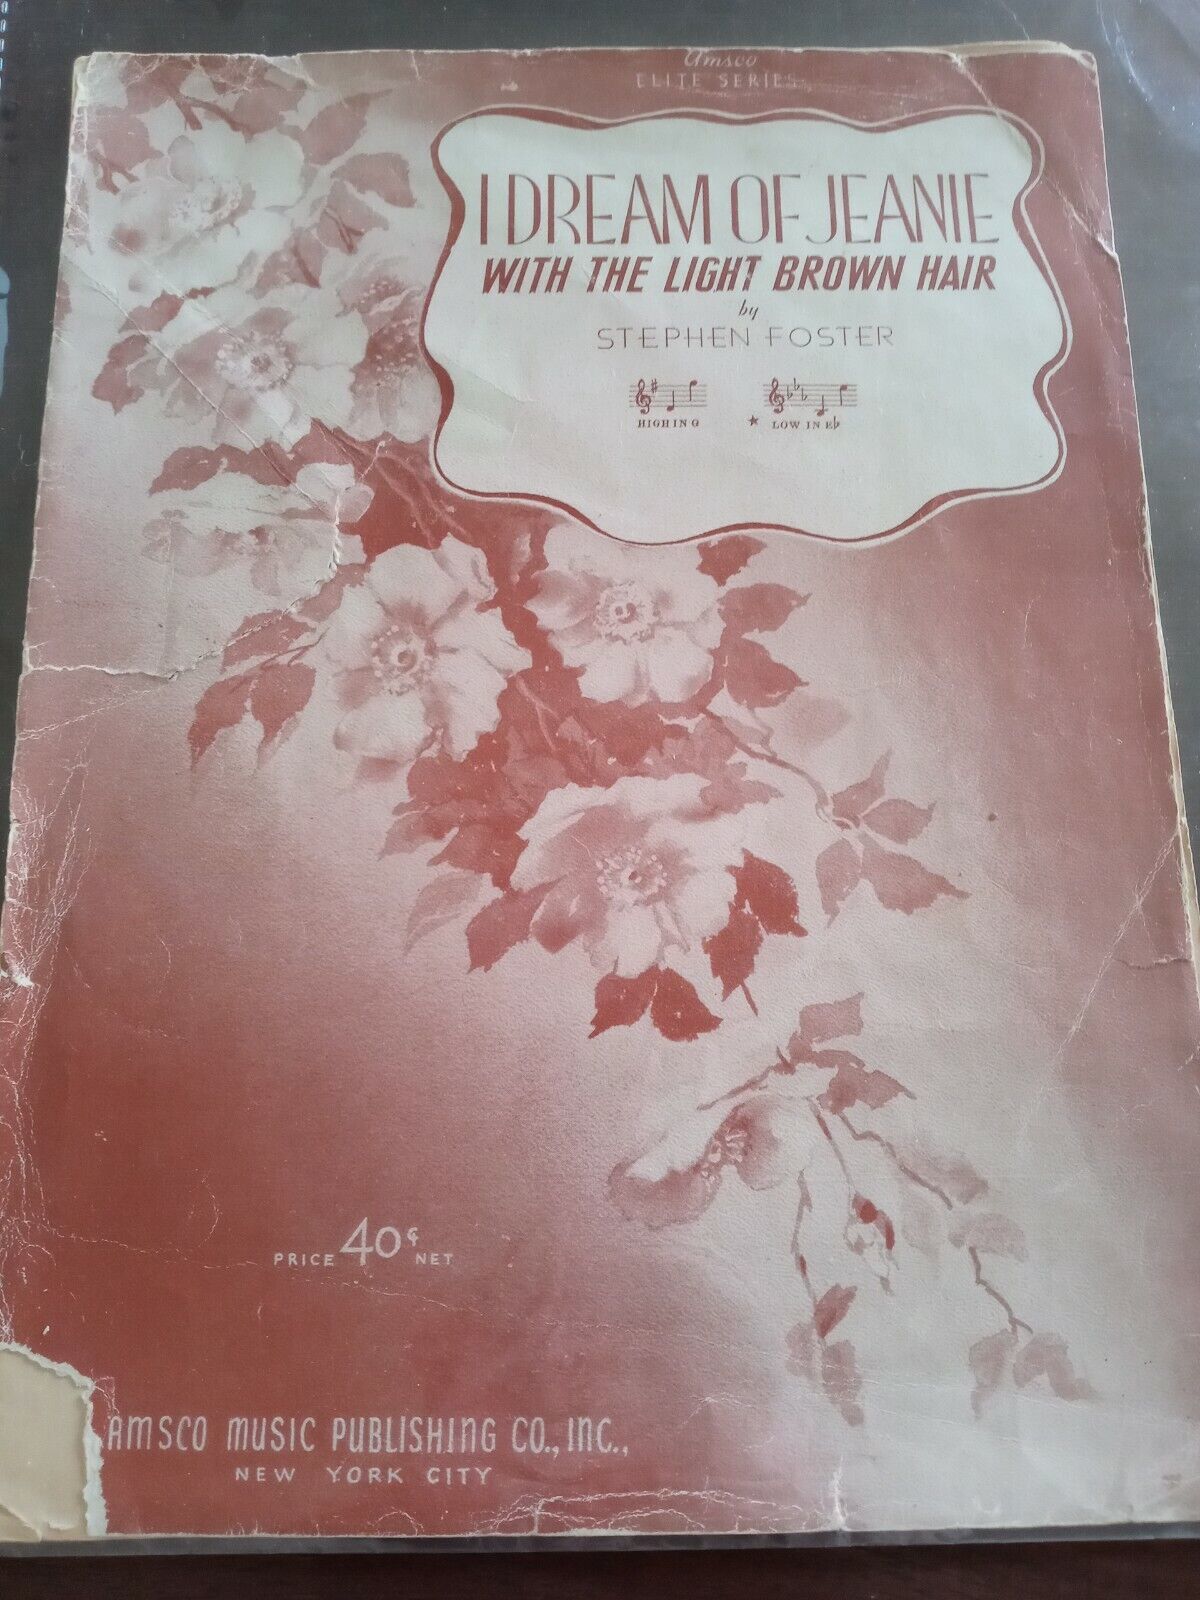 Amsco
ELITE SERIES
I DREAM OF JEANIE
WITH THE LIGHT BROWN HAIR
by
STEPHEN FOSTER
HIGH IN G
★ LOW IN E♭
PRICE 40¢ NET
AMSCO MUSIC PUBLISHING CO., INC.,
NEW YORK CITY